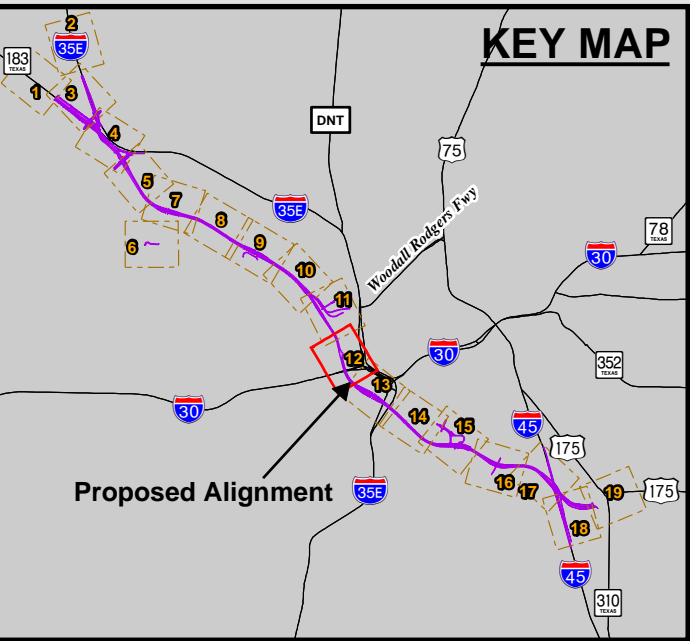 KEY MAP
2
35E
183
TEXAS
1
3
DNT
4
75
5
35E
Woodall Rodgers Fwy
7
8
78
TEXAS
6
9
30
10
11
12
30
352
TEXAS
13
30
14
15
45
175
Proposed Alignment
16
17
35E
19
175
18
45
310
TEXAS